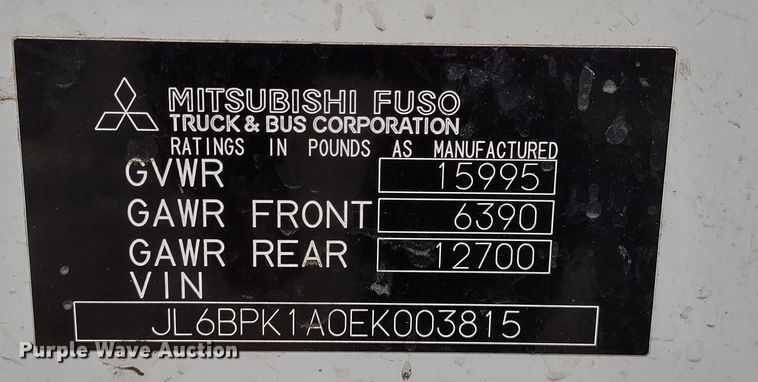 MITSUBISHI FUSO
TRUCK & BUS CORPORATION
RATINGS IN POUNDS AS MANUFACTURED
GVWR 15995
GAWR FRONT 6390
GAWR REAR 12700
VIN
JL6BPK1A0EK003815
Purple Wave Auction